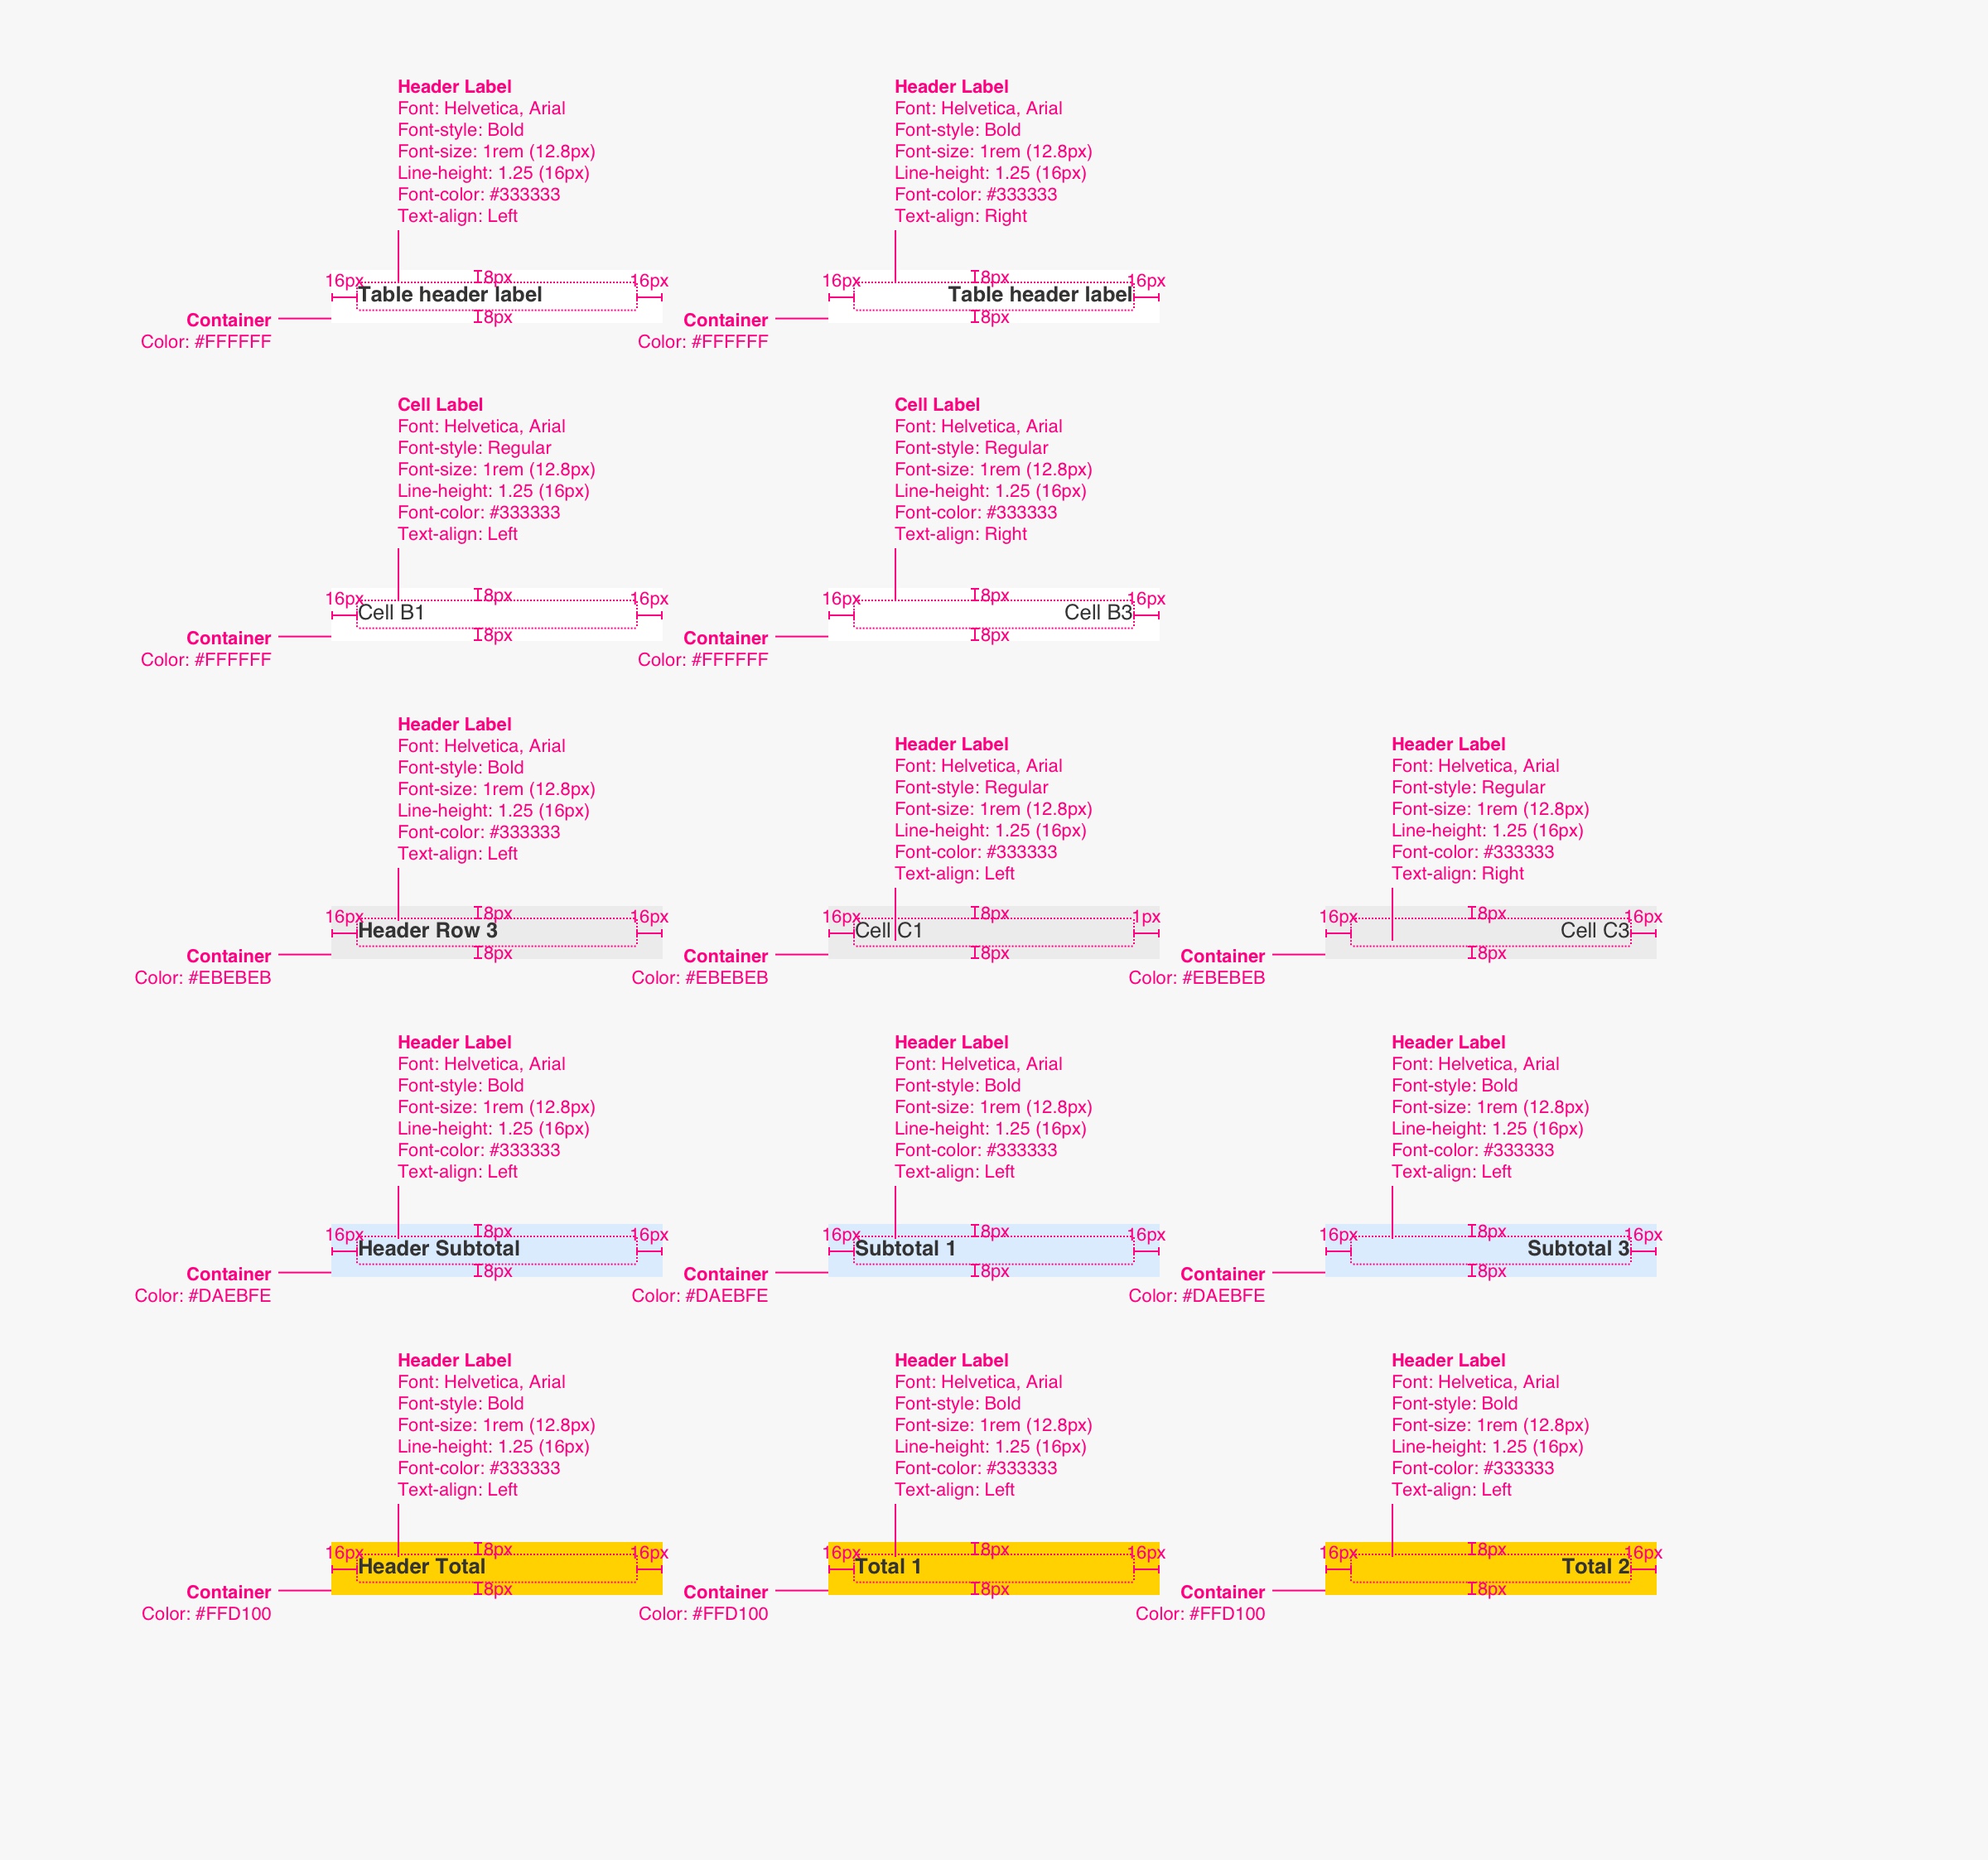 Header Label
Font: Helvetica, Arial
Font-style: Bold
Font-size: 1rem (12.8px)
Line-height: 1.25 (16px)
Font-color: #333333
Text-align: Left
16px
8px
16px
Table header label
8px
Container
Color: #FFFFFF
Header Label
Font: Helvetica, Arial
Font-style: Bold
Font-size: 1rem (12.8px)
Line-height: 1.25 (16px)
Font-color: #333333
Text-align: Right
16px
8px
16px
Table header label
8px
Container
Color: #FFFFFF
Cell Label
Font: Helvetica, Arial
Font-style: Regular
Font-size: 1rem (12.8px)
Line-height: 1.25 (16px)
Font-color: #333333
Text-align: Left
16px
8px
16px
Cell B1
8px
Container
Color: #FFFFFF
Cell Label
Font: Helvetica, Arial
Font-style: Regular
Font-size: 1rem (12.8px)
Line-height: 1.25 (16px)
Font-color: #333333
Text-align: Right
16px
8px
16px
Cell B3
8px
Container
Color: #FFFFFF
Header Label
Font: Helvetica, Arial
Font-style: Bold
Font-size: 1rem (12.8px)
Line-height: 1.25 (16px)
Font-color: #333333
Text-align: Left
16px
8px
16px
Header Row 3
8px
Container
Color: #EBEBEB
Header Label
Font: Helvetica, Arial
Font-style: Regular
Font-size: 1rem (12.8px)
Line-height: 1.25 (16px)
Font-color: #333333
Text-align: Left
16px
8px
1px
Cell C1
8px
Container
Color: #EBEBEB
Header Label
Font: Helvetica, Arial
Font-style: Regular
Font-size: 1rem (12.8px)
Line-height: 1.25 (16px)
Font-color: #333333
Text-align: Right
16px
8px
16px
Cell C3
8px
Container
Color: #EBEBEB
Header Label
Font: Helvetica, Arial
Font-style: Bold
Font-size: 1rem (12.8px)
Line-height: 1.25 (16px)
Font-color: #333333
Text-align: Left
16px
8px
16px
Header Subtotal
8px
Container
Color: #DAEBFE
Header Label
Font: Helvetica, Arial
Font-style: Bold
Font-size: 1rem (12.8px)
Line-height: 1.25 (16px)
Font-color: #333333
Text-align: Left
16px
8px
16px
Subtotal 1
8px
Container
Color: #DAEBFE
Header Label
Font: Helvetica, Arial
Font-style: Bold
Font-size: 1rem (12.8px)
Line-height: 1.25 (16px)
Font-color: #333333
Text-align: Left
16px
8px
16px
Subtotal 3
8px
Container
Color: #DAEBFE
Header Label
Font: Helvetica, Arial
Font-style: Bold
Font-size: 1rem (12.8px)
Line-height: 1.25 (16px)
Font-color: #333333
Text-align: Left
16px
8px
16px
Header Total
8px
Container
Color: #FFD100
Header Label
Font: Helvetica, Arial
Font-style: Bold
Font-size: 1rem (12.8px)
Line-height: 1.25 (16px)
Font-color: #333333
Text-align: Left
16px
8px
16px
Total 1
8px
Container
Color: #FFD100
Header Label
Font: Helvetica, Arial
Font-style: Bold
Font-size: 1rem (12.8px)
Line-height: 1.25 (16px)
Font-color: #333333
Text-align: Left
16px
8px
16px
Total 2
8px
Container
Color: #FFD100